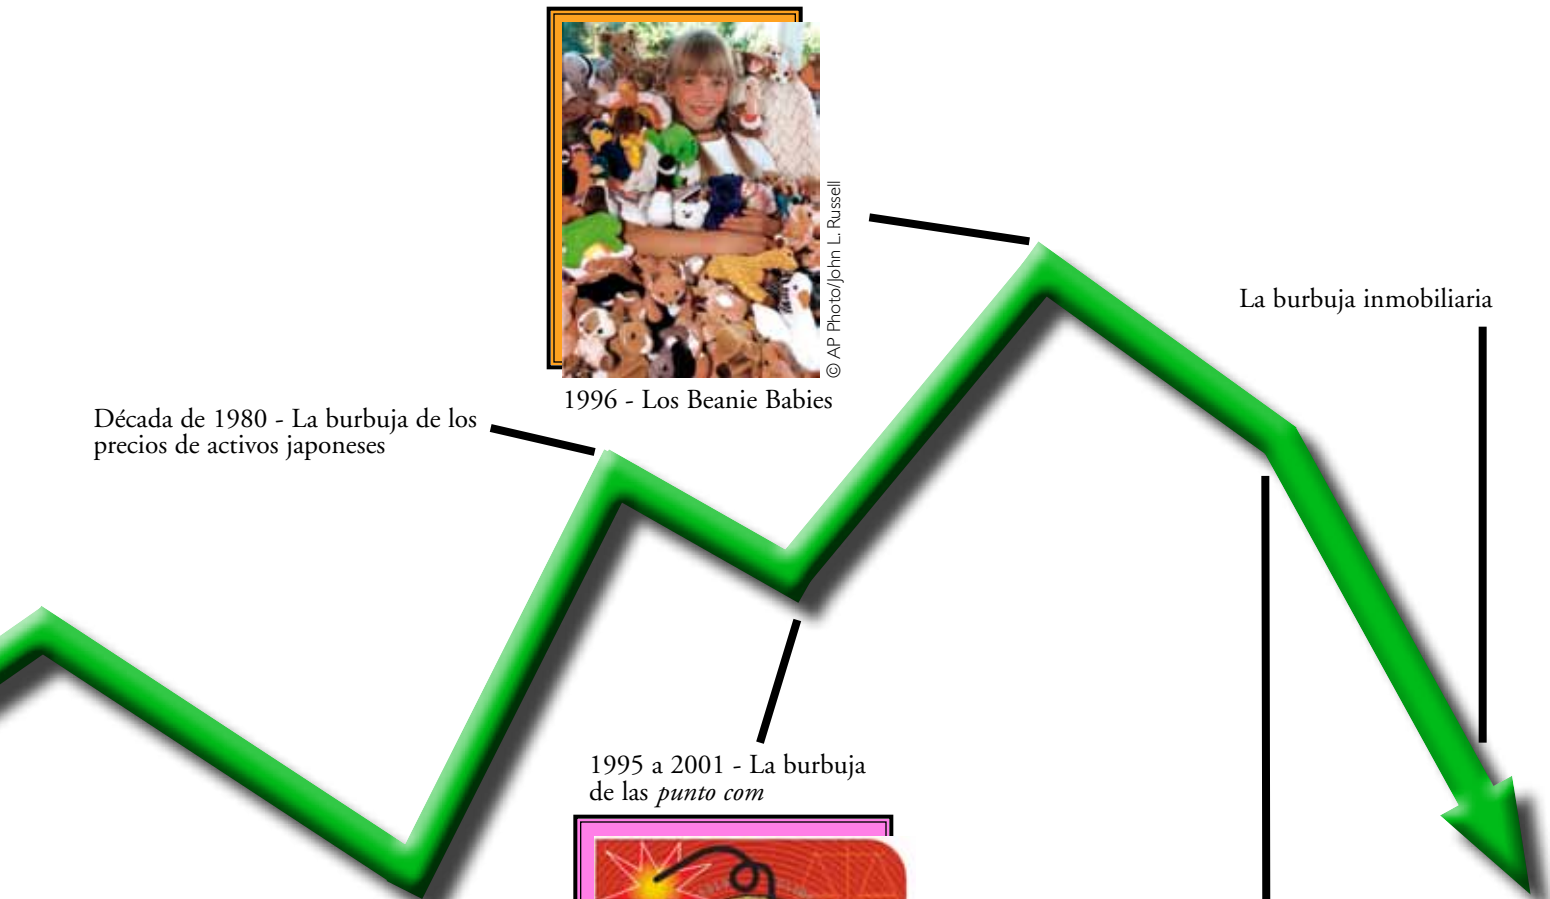 © AP Photo/John L. Russell
1996 - Los Beanie Babies
La burbuja inmobiliaria
Década de 1980 - La burbuja de los
precios de activos japoneses
1995 a 2001 - La burbuja
de las punto com